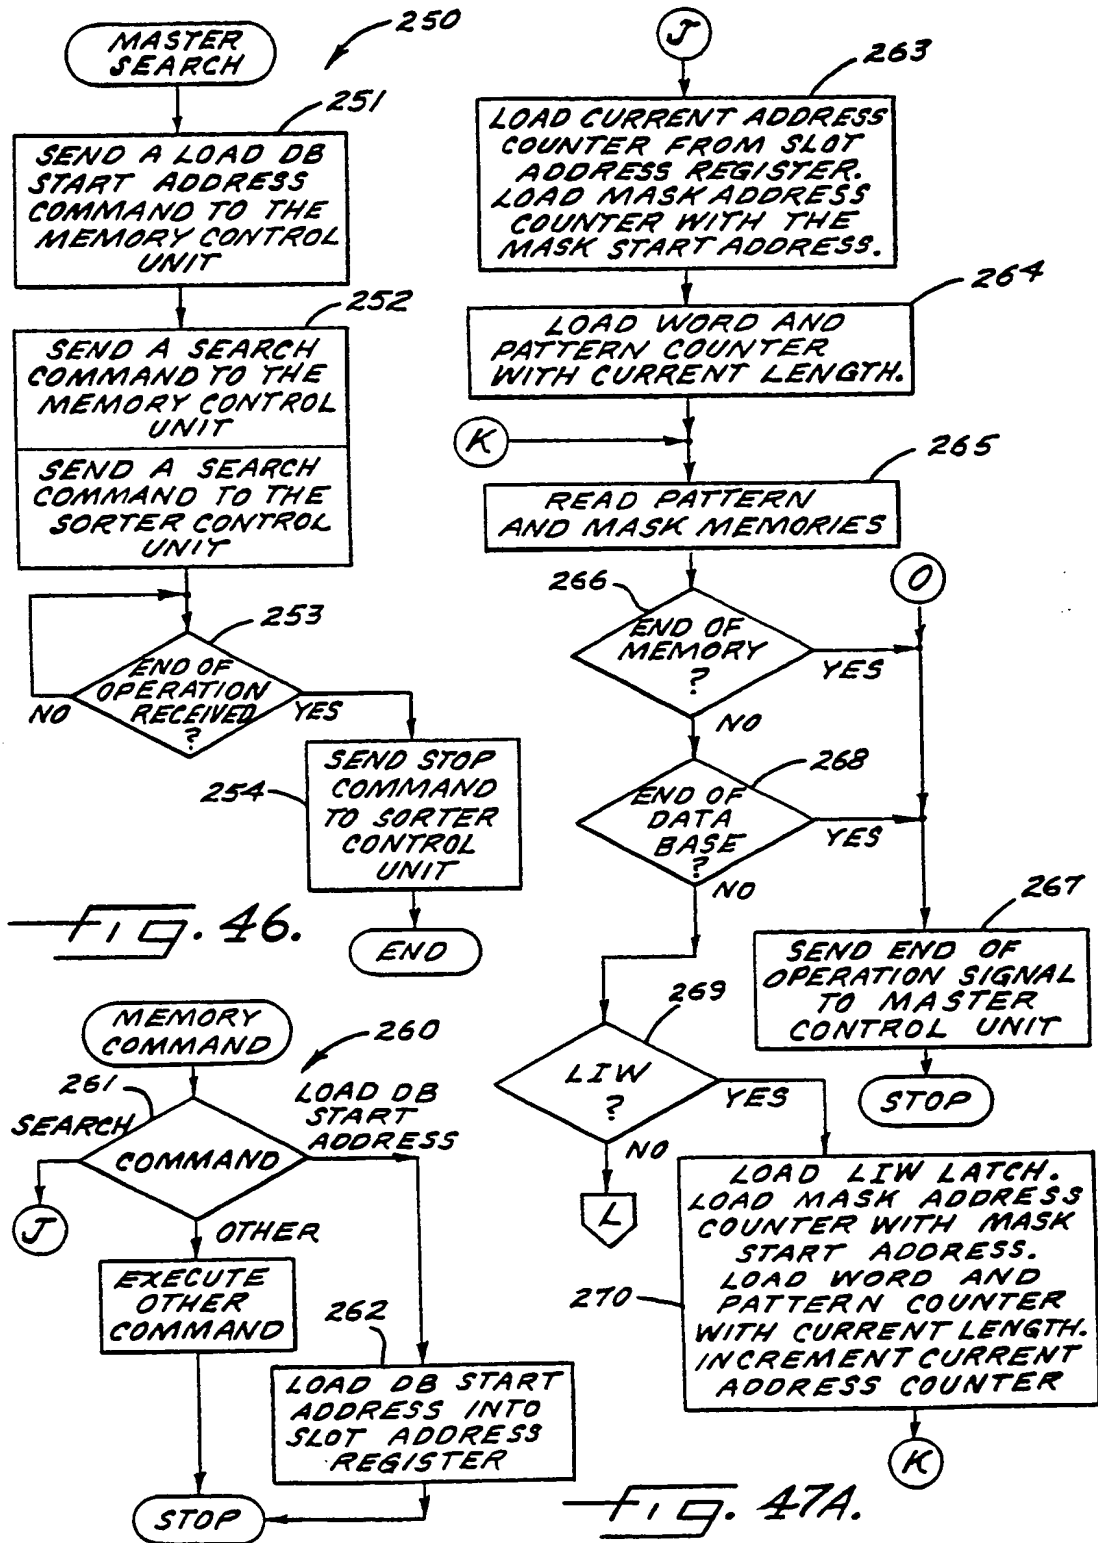 MASTER
SEARCH
250
251
SEND A LOAD DB
START ADDRESS
COMMAND TO THE
MEMORY CONTROL
UNIT
252
SEND A SEARCH
COMMAND TO THE
MEMORY CONTROL
UNIT
SEND A SEARCH
COMMAND TO THE
SORTER CONTROL
UNIT
253
END OF
OPERATION
RECEIVED
?
NO
YES
254
SEND STOP
COMMAND
TO SORTER
CONTROL
UNIT
END
Fig. 46.
MEMORY
COMMAND
260
261
SEARCH
COMMAND
LOAD DB
START
ADDRESS
J
OTHER
EXECUTE
OTHER
COMMAND
262
LOAD DB START
ADDRESS INTO
SLOT ADDRESS
REGISTER
STOP
J
263
LOAD CURRENT ADDRESS
COUNTER FROM SLOT
ADDRESS REGISTER.
LOAD MASK ADDRESS
COUNTER WITH THE
MASK START ADDRESS.
264
LOAD WORD AND
PATTERN COUNTER
WITH CURRENT LENGTH.
K
265
READ PATTERN
AND MASK MEMORIES
266
END OF
MEMORY
?
YES
O
NO
268
END OF
DATA
BASE
?
YES
NO
267
SEND END OF
OPERATION SIGNAL
TO MASTER
CONTROL UNIT
STOP
269
LIW
?
YES
NO
L
270
LOAD LIW LATCH.
LOAD MASK ADDRESS
COUNTER WITH MASK
START ADDRESS.
LOAD WORD AND
PATTERN COUNTER
WITH CURRENT LENGTH.
INCREMENT CURRENT
ADDRESS COUNTER
K
Fig. 47A.